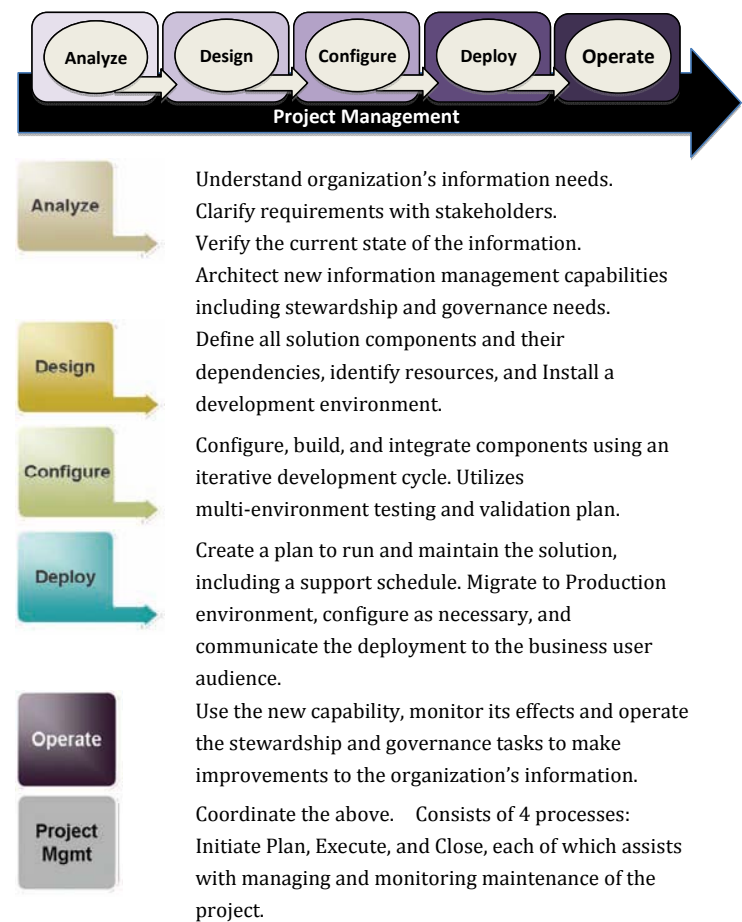 Analyze
Design
Configure
Deploy
Operate
Project Management
Analyze
Understand organization's information needs.
Clarify requirements with stakeholders.
Verify the current state of the information.
Architect new information management capabilities
including stewardship and governance needs.
Design
Define all solution components and their
dependencies, identify resources, and Install a
development environment.
Configure
Configure, build, and integrate components using an
iterative development cycle. Utilizes
multi-environment testing and validation plan.
Deploy
Create a plan to run and maintain the solution,
including a support schedule. Migrate to Production
environment, configure as necessary, and
communicate the deployment to the business user
audience.
Operate
Use the new capability, monitor its effects and operate
the stewardship and governance tasks to make
improvements to the organization's information.
Project
Mgmt
Coordinate the above. Consists of 4 processes:
Initiate Plan, Execute, and Close, each of which assists
with managing and monitoring maintenance of the
project.